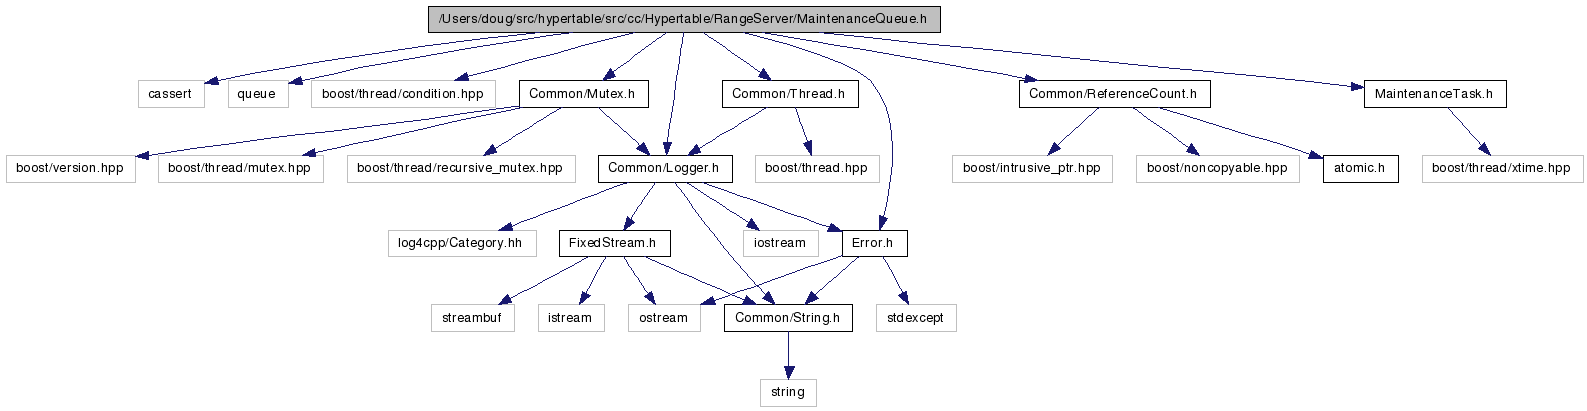 /Users/doug/src/hypertable/src/cc/Hypertable/RangeServer/MaintenanceQueue.h
cassert
queue
boost/thread/condition.hpp
Common/Mutex.h
Common/Thread.h
Common/ReferenceCount.h
MaintenanceTask.h
boost/version.hpp
boost/thread/mutex.hpp
boost/thread/recursive_mutex.hpp
Common/Logger.h
boost/thread.hpp
boost/intrusive_ptr.hpp
boost/noncopyable.hpp
atomic.h
boost/thread/xtime.hpp
log4cpp/Category.hh
FixedStream.h
iostream
Error.h
streambuf
istream
ostream
Common/String.h
stdexcept
string